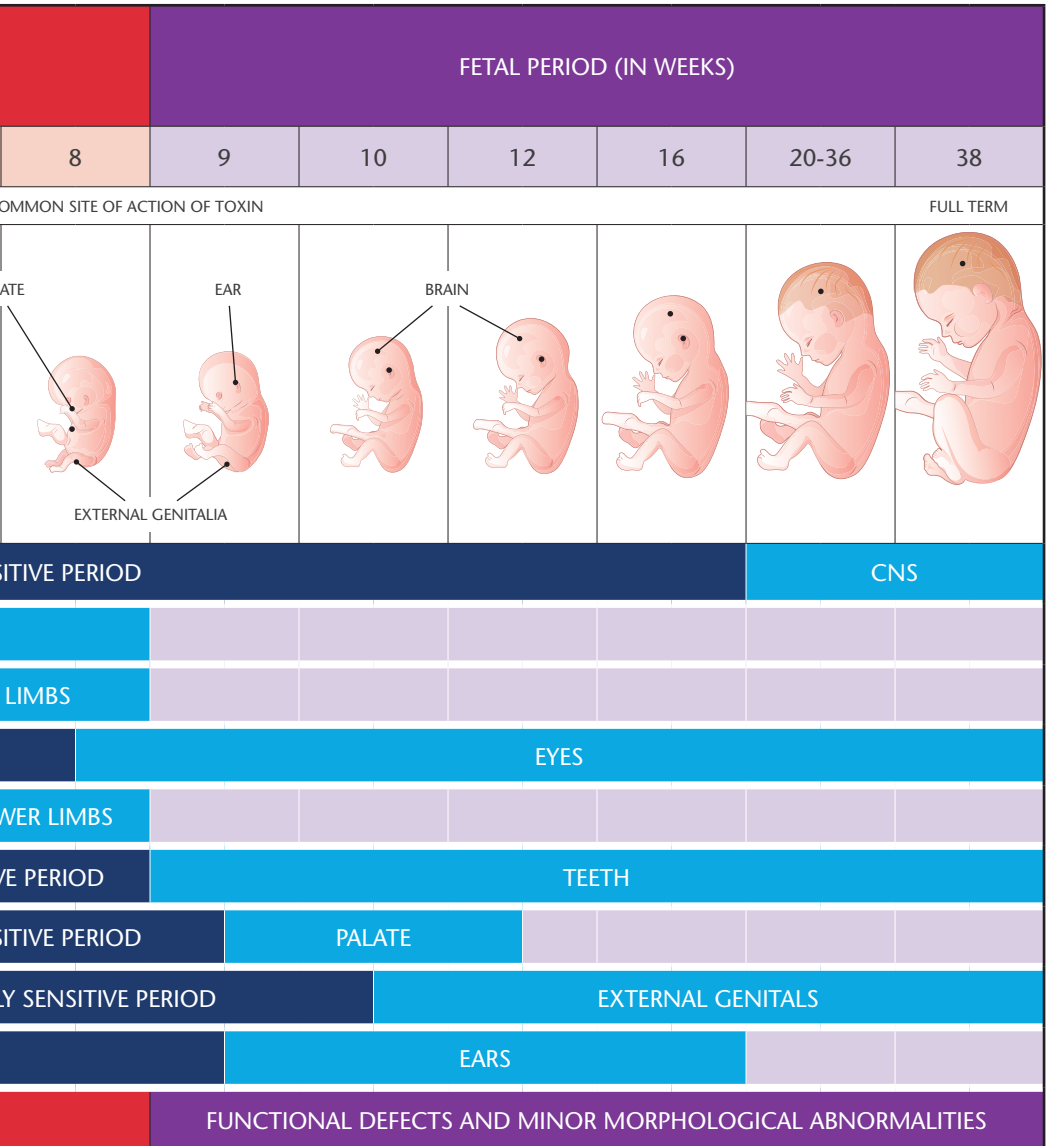 FETAL PERIOD (IN WEEKS)
8 9 10 12 16 20-36 38
OMMON SITE OF ACTION OF TOXIN FULL TERM
ATE EAR BRAIN
EXTERNAL GENITALIA
SITIVE PERIOD CNS
LIMBS
EYES
WER LIMBS
VE PERIOD TEETH
SITIVE PERIOD PALATE
LY SENSITIVE PERIOD EXTERNAL GENITALS
EARS
FUNCTIONAL DEFECTS AND MINOR MORPHOLOGICAL ABNORMALITIES